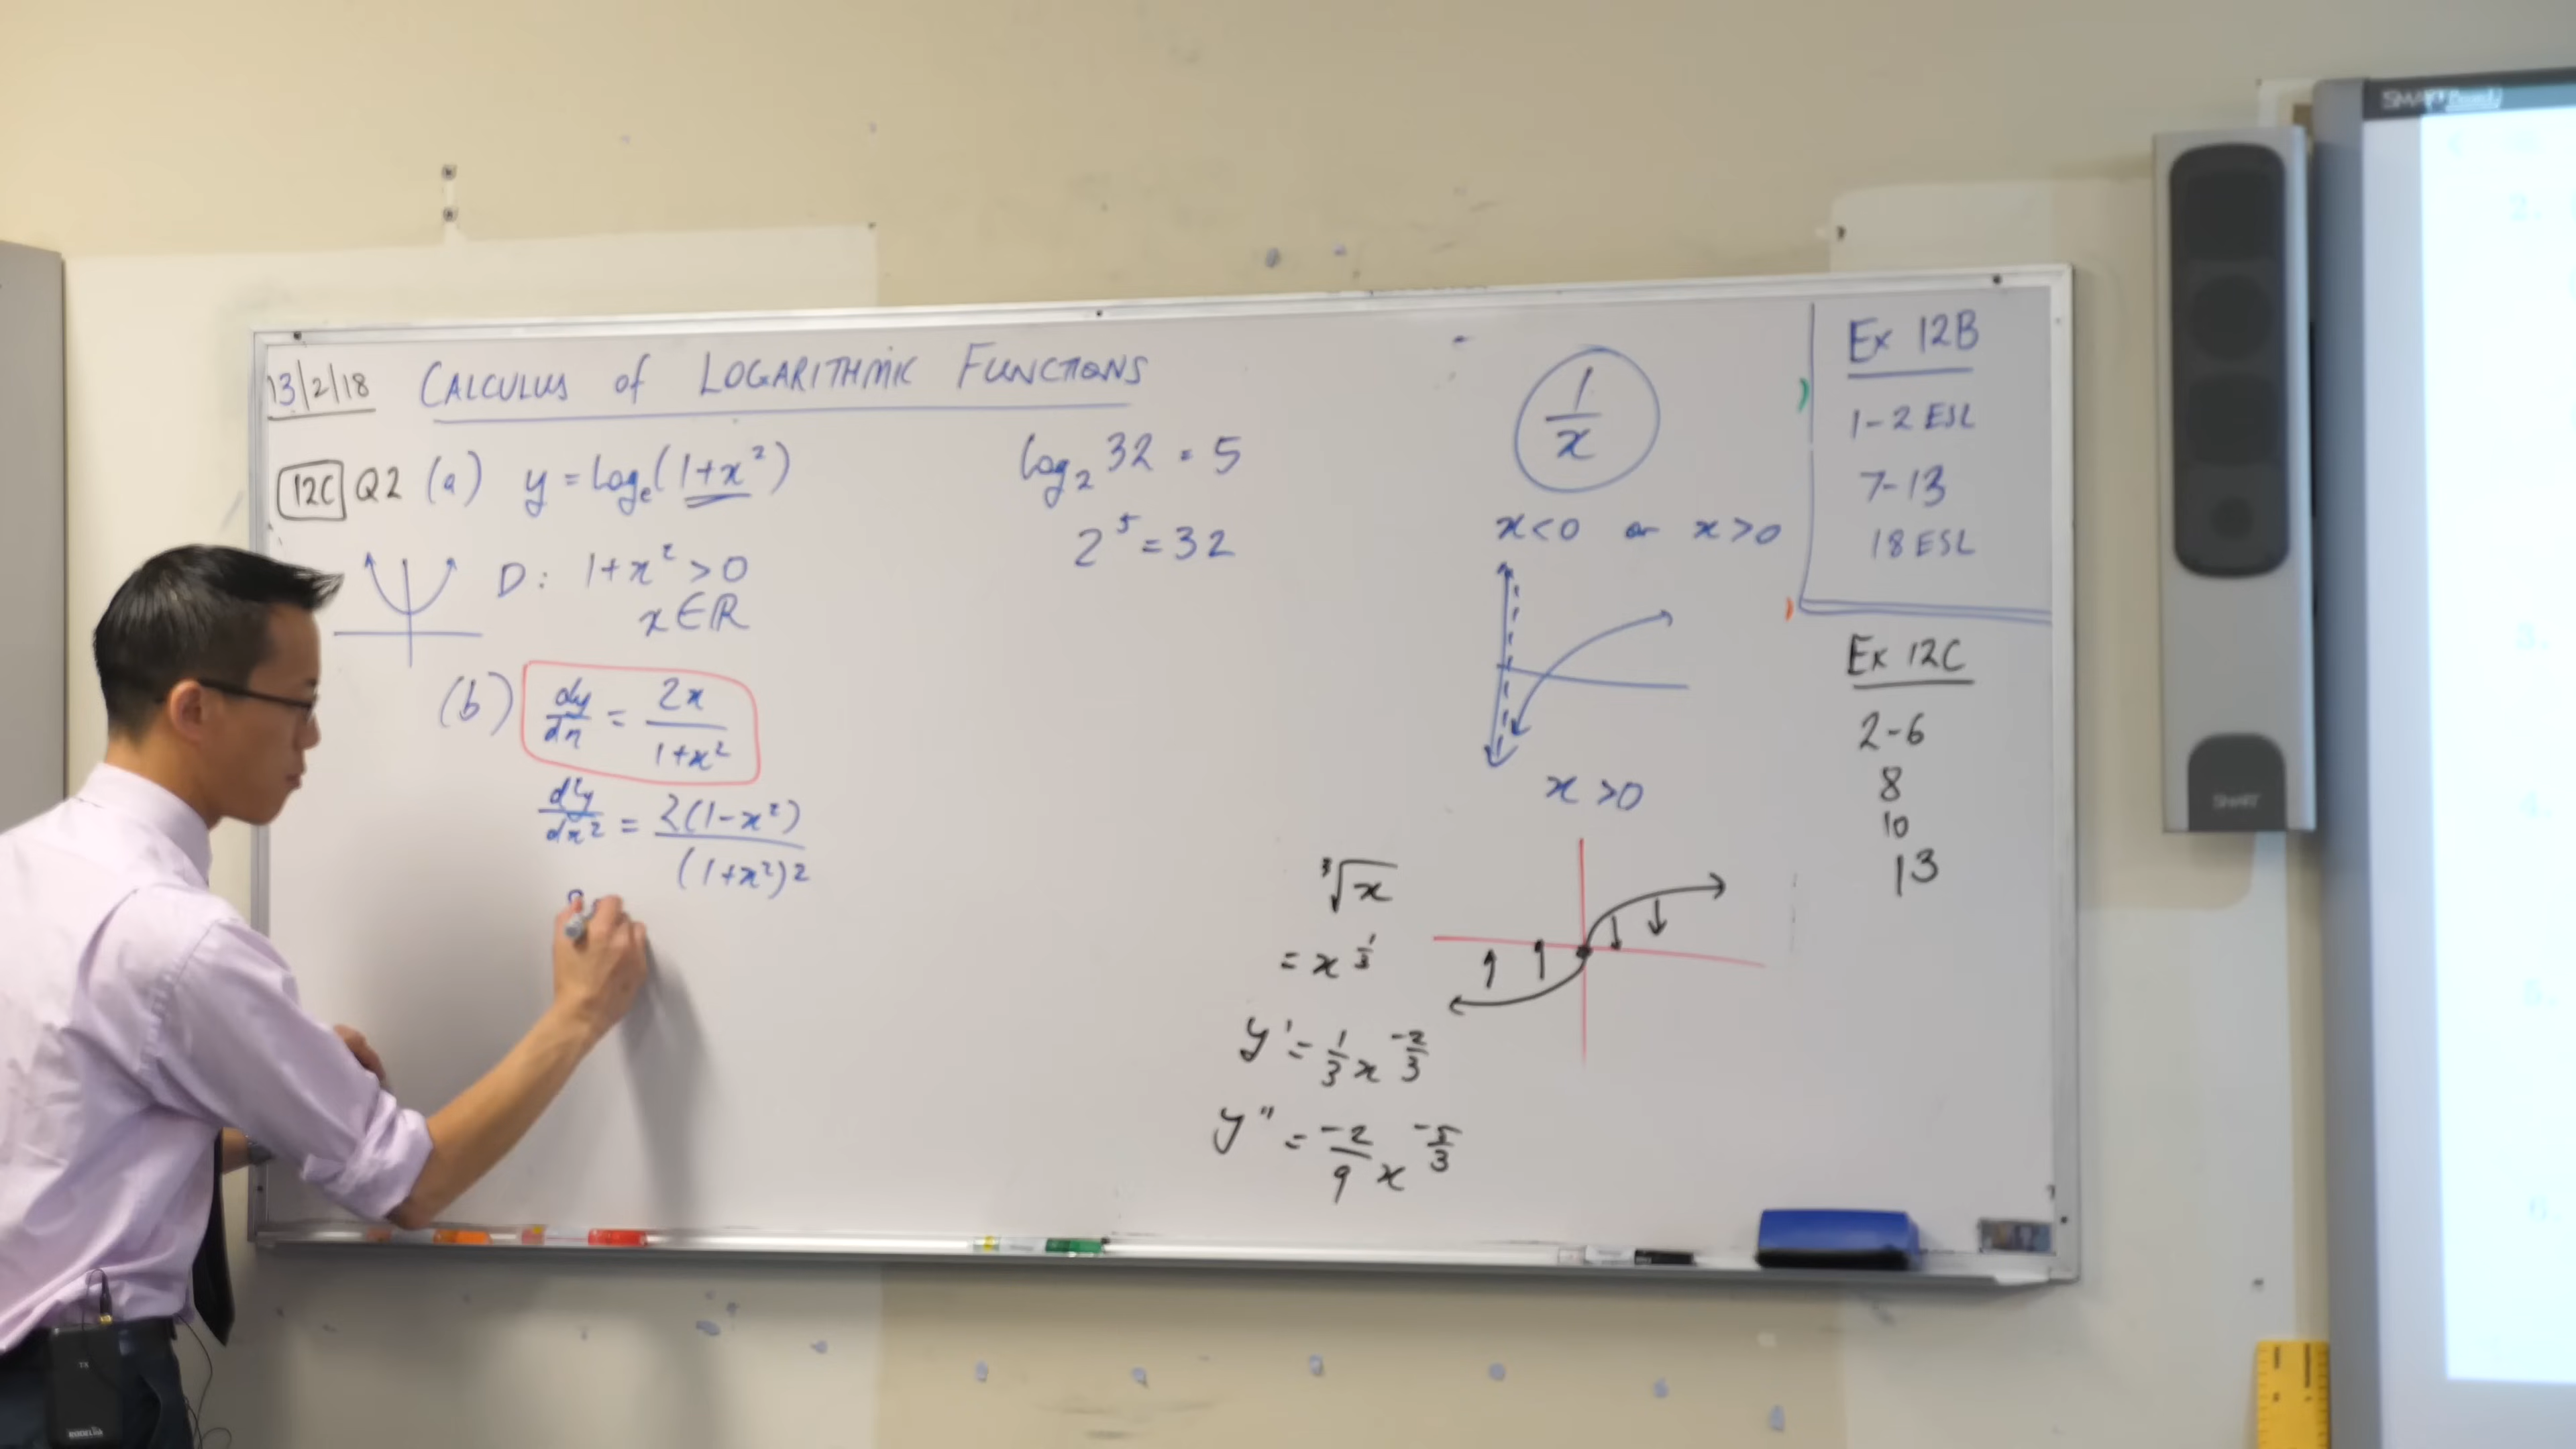 13/2/18 CALCULUS of LOGARITHMIC FUNCTIONS
12C Q2 (a) y = logₑ(1+x²)
D: 1+x² > 0
x ∈ ℝ
(b) dy/dx = 2x/(1+x²)
d²y/dx² = 2(1-x²)/(1+x²)²
log₂ 32 = 5
2⁵ = 32
1/x
x<0 or x>0
x>0
³√x
= x^(1/3)
y' = 1/3 x^(-2/3)
y" = -2/9 x^(-5/3)
Ex 12B
1-2 ESL
7-13
18 ESL
Ex 12C
2-6
8
10
13
SMART